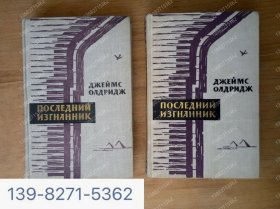 ДЖЕЙМС
ОЛДРИДЖ
ПОСЛЕДНИЙ
ИЗГНАННИК
ДЖЕЙМС
ОЛДРИДЖ
ПОСЛЕДНИЙ
ИЗГНАННИК
139-8271-5362